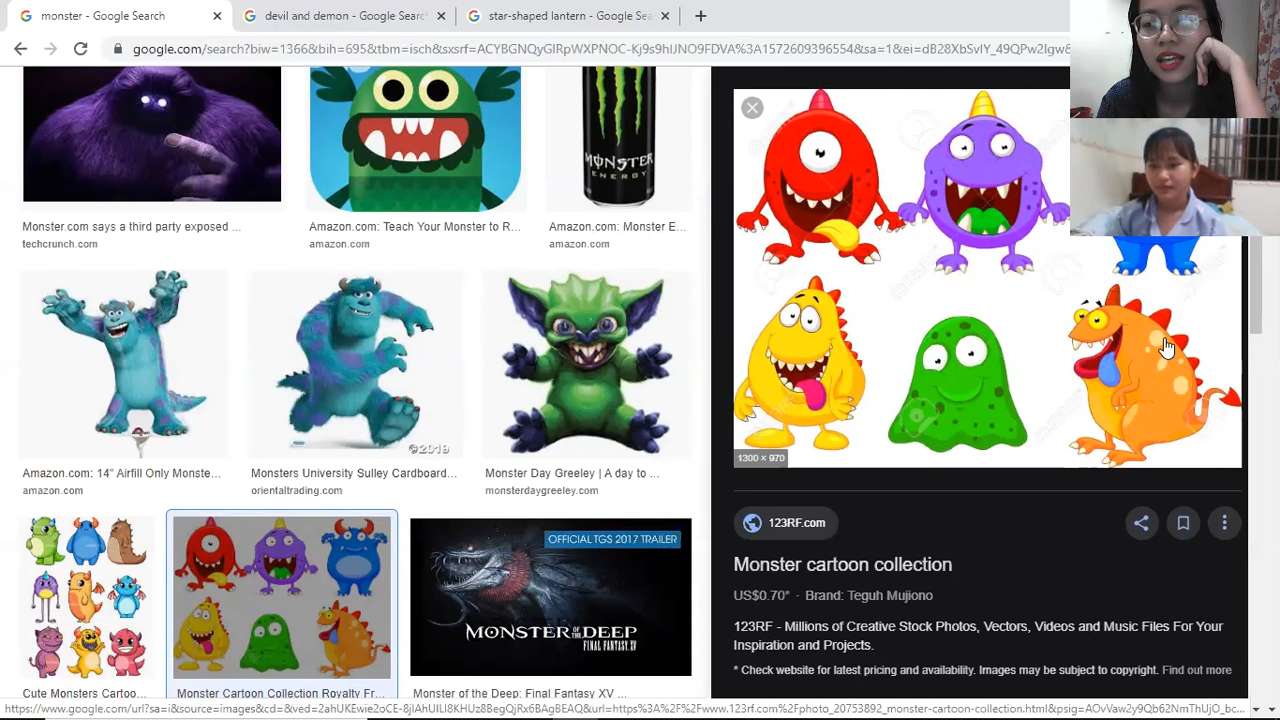 monster - Google Search
devil and demon - Google Searc
star-shaped lantern - Google Sea
google.com/search?biw=1366&bih=695&tbm=isch&sxsrf=ACYBGNQyGIRpWXPNOC-Kj9s9hIJNO9FDVA%3A1572609396554&sa=1&ei=dB28XbSvIY_49QPw2Igw&
MONSTER
ENERGY
Monster.com says a third party exposed ...
techcrunch.com
Amazon.com: Teach Your Monster to R...
amazon.com
Amazon.com: Monster E...
amazon.com
©2019
Amazon.com: 14" Airfill Only Monste...
amazon.com
Monsters University Sulley Cardboard...
orientaltrading.com
Monster Day Greeley | A day to ...
monsterdaygreeley.com
OFFICIAL TGS 2017 TRAILER
MONSTER OF THE DEEP
FINAL FANTASY XV
Cute Monsters Cartoo...
Monster Cartoon Collection Royalty Fr...
Monster of the Deep: Final Fantasy XV ...
1300 × 970
123RF.com
Monster cartoon collection
US$0.70* · Brand: Teguh Mujiono
123RF - Millions of Creative Stock Photos, Vectors, Videos and Music Files For Your
Inspiration and Projects.
* Check website for latest pricing and availability. Images may be subject to copyright. Find out more